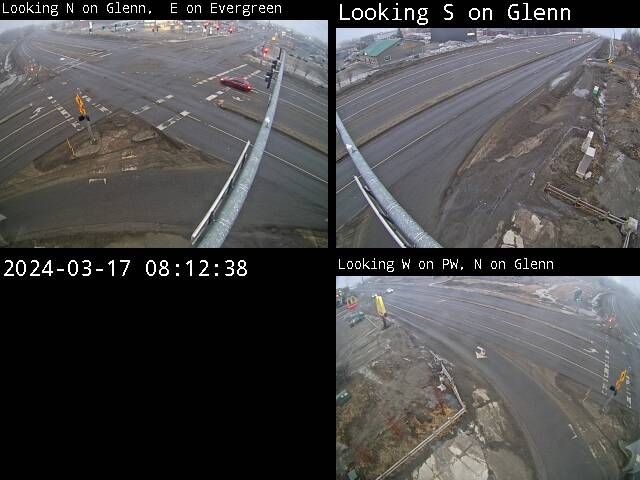 Looking N on Glenn,  E on Evergreen
Looking S on Glenn
2024-03-17 08:12:38
Looking W on PW, N on Glenn